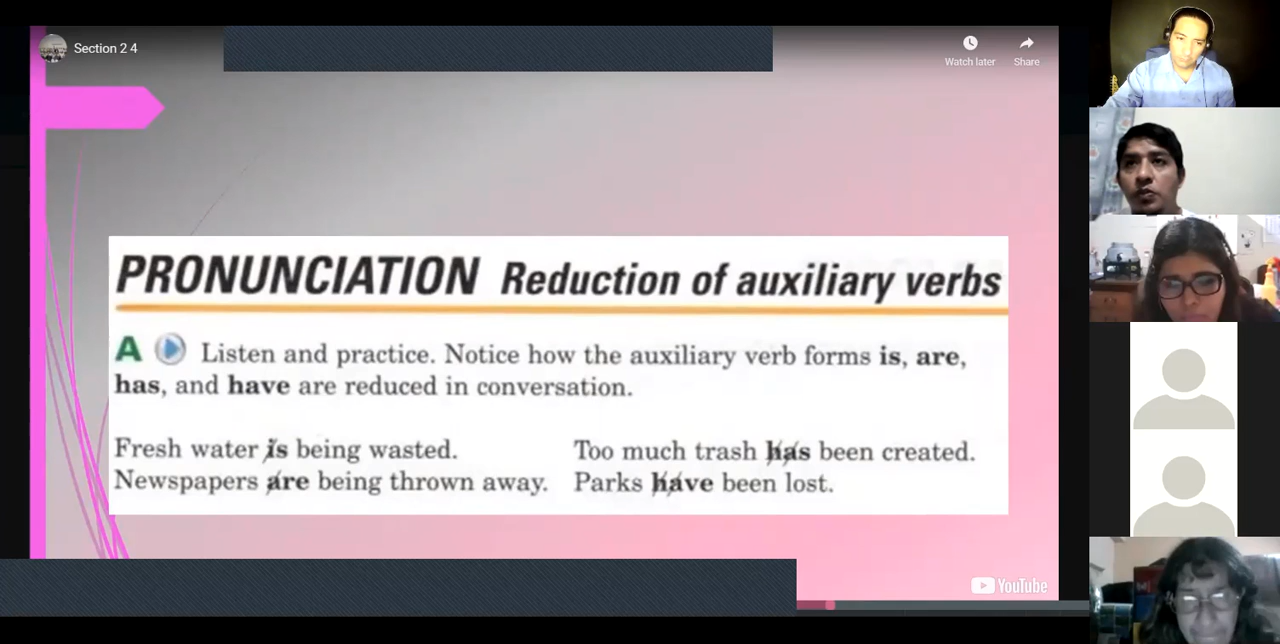 Section 2 4
Watch later
Share
PRONUNCIATION Reduction of auxiliary verbs
A Listen and practice. Notice how the auxiliary verb forms is, are,
has, and have are reduced in conversation.
Fresh water is being wasted.
Too much trash has been created.
Newspapers are being thrown away.
Parks have been lost.
YouTube